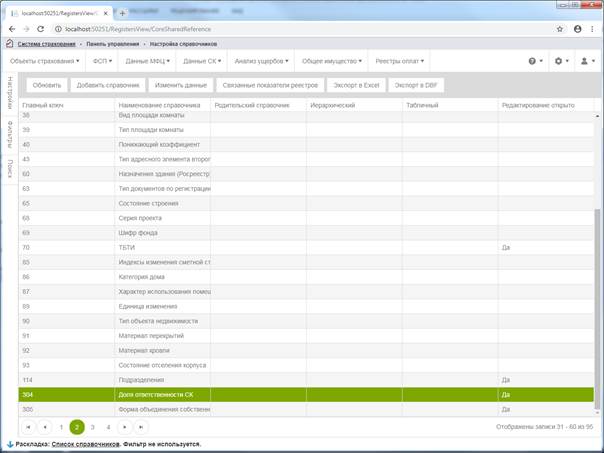 localhost:50251/RegistersView/Co
localhost:50251/RegistersView/CoreSharedReference
Система страхования › Панель управления › Настройка справочников
Объекты страхования ФСП Данные МФЦ Данные СК Анализ ущербов Общее имущество Реестры оплат
Настройки
Фильтры
Поиск
Обновить Добавить справочник Изменить данные Связанные показатели реестров Экспорт в Excel Экспорт в DBF
Главный ключ Наименование справочника Родительский справочник Иерархический Табличный Редактирование открыто
38 Вид площади комнаты
39 Тип площади комнаты
40 Понижающий коэффициент
43 Тип адресного элемента второг
60 Назначения здания (Росреестр)
63 Тип документов по регистрации
65 Состояние строения
68 Серия проекта
69 Шифр фонда
70 ТБТИ Да
85 Индексы изменения сметной ст
86 Категория дома
87 Характер использования помещ
89 Единица изменения
90 Тип объекта недвижимости
91 Материал перекрытий
92 Материал кровли
93 Состояние отселения корпуса
114 Подразделения Да
304 Доля ответственности СК Да
305 Форма объединения собственн Да
1 2 3 4 Отображены записи 31 - 60 из 95
Раскладка: Список справочников. Фильтр не используется.